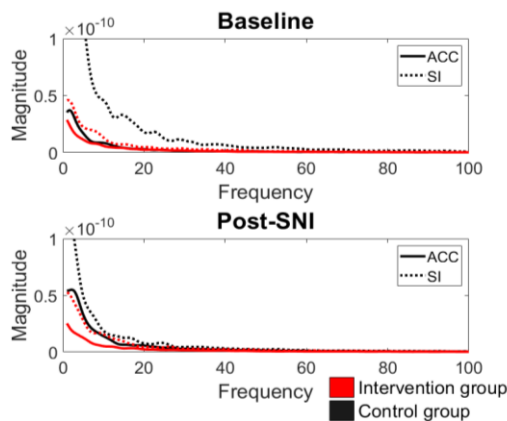 Baseline
×10^-10
1
0.5
0
Magnitude
ACC
SI
0 20 40 60 80 100
Frequency
Post-SNI
×10^-10
1
0.5
0
Magnitude
ACC
SI
0 20 40 60 80 100
Frequency
Intervention group
Control group